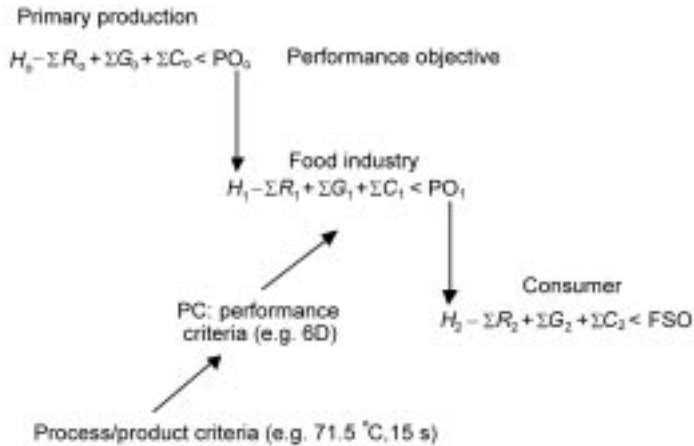 Primary production
H₀ – ΣR₀ + ΣG₀ + ΣC₀ < PO₀ Performance objective
Food industry
H₁ – ΣR₁ + ΣG₁ + ΣC₁ < PO₁
Consumer
PC: performance
criteria (e.g. 6D)
H₂ – ΣR₂ + ΣG₂ + ΣC₂ < FSO
Process/product criteria (e.g. 71.5 °C,15 s)